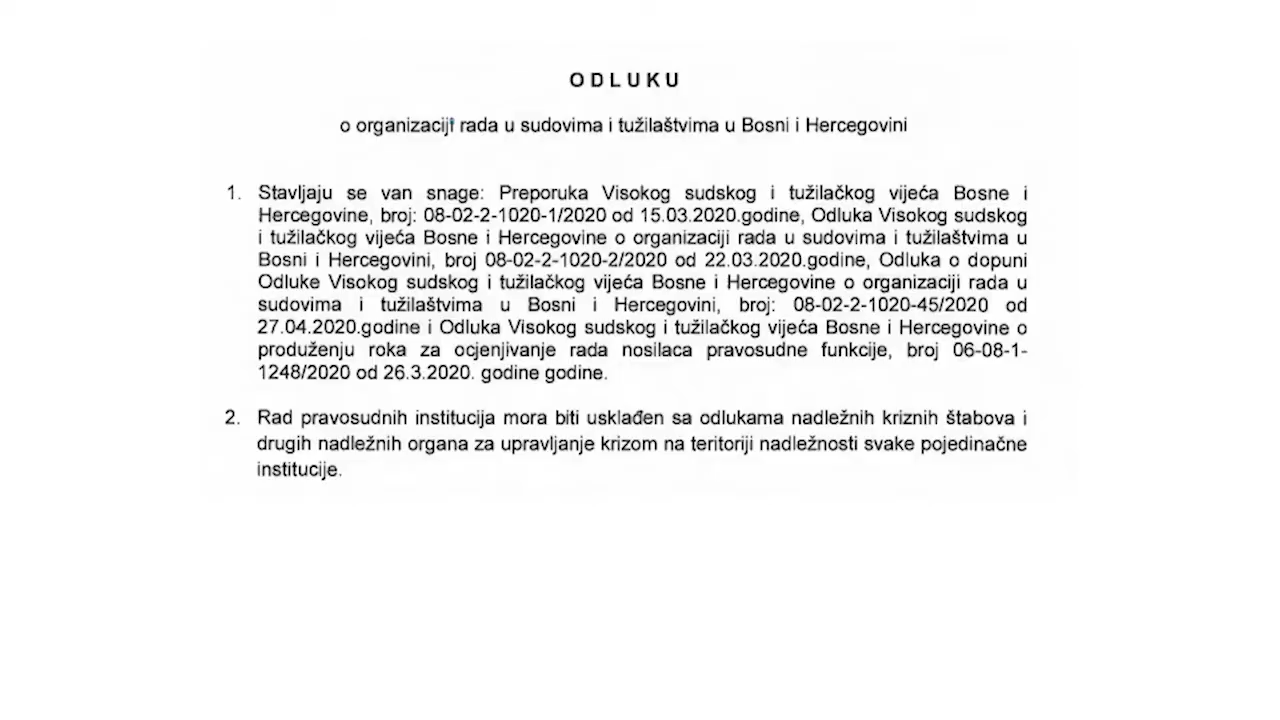 O D L U K U
o organizaciji rada u sudovima i tužilaštvima u Bosni i Hercegovini
1. Stavljaju se van snage: Preporuka Visokog sudskog i tužilačkog vijeća Bosne i
Hercegovine, broj: 08-02-2-1020-1/2020 od 15.03.2020.godine, Odluka Visokog sudskog
i tužilačkog vijeća Bosne i Hercegovine o organizaciji rada u sudovima i tužilaštvima u
Bosni i Hercegovini, broj 08-02-2-1020-2/2020 od 22.03.2020.godine, Odluka o dopuni
Odluke Visokog sudskog i tužilačkog vijeća Bosne i Hercegovine o organizaciji rada u
sudovima i tužilaštvima u Bosni i Hercegovini, broj: 08-02-2-1020-45/2020 od
27.04.2020.godine i Odluka Visokog sudskog i tužilačkog vijeća Bosne i Hercegovine o
produženju roka za ocjenjivanje rada nosilaca pravosudne funkcije, broj 06-08-1-
1248/2020 od 26.3.2020. godine godine.
2. Rad pravosudnih institucija mora biti usklađen sa odlukama nadležnih kriznih štabova i
drugih nadležnih organa za upravljanje krizom na teritoriji nadležnosti svake pojedinačne
institucije.